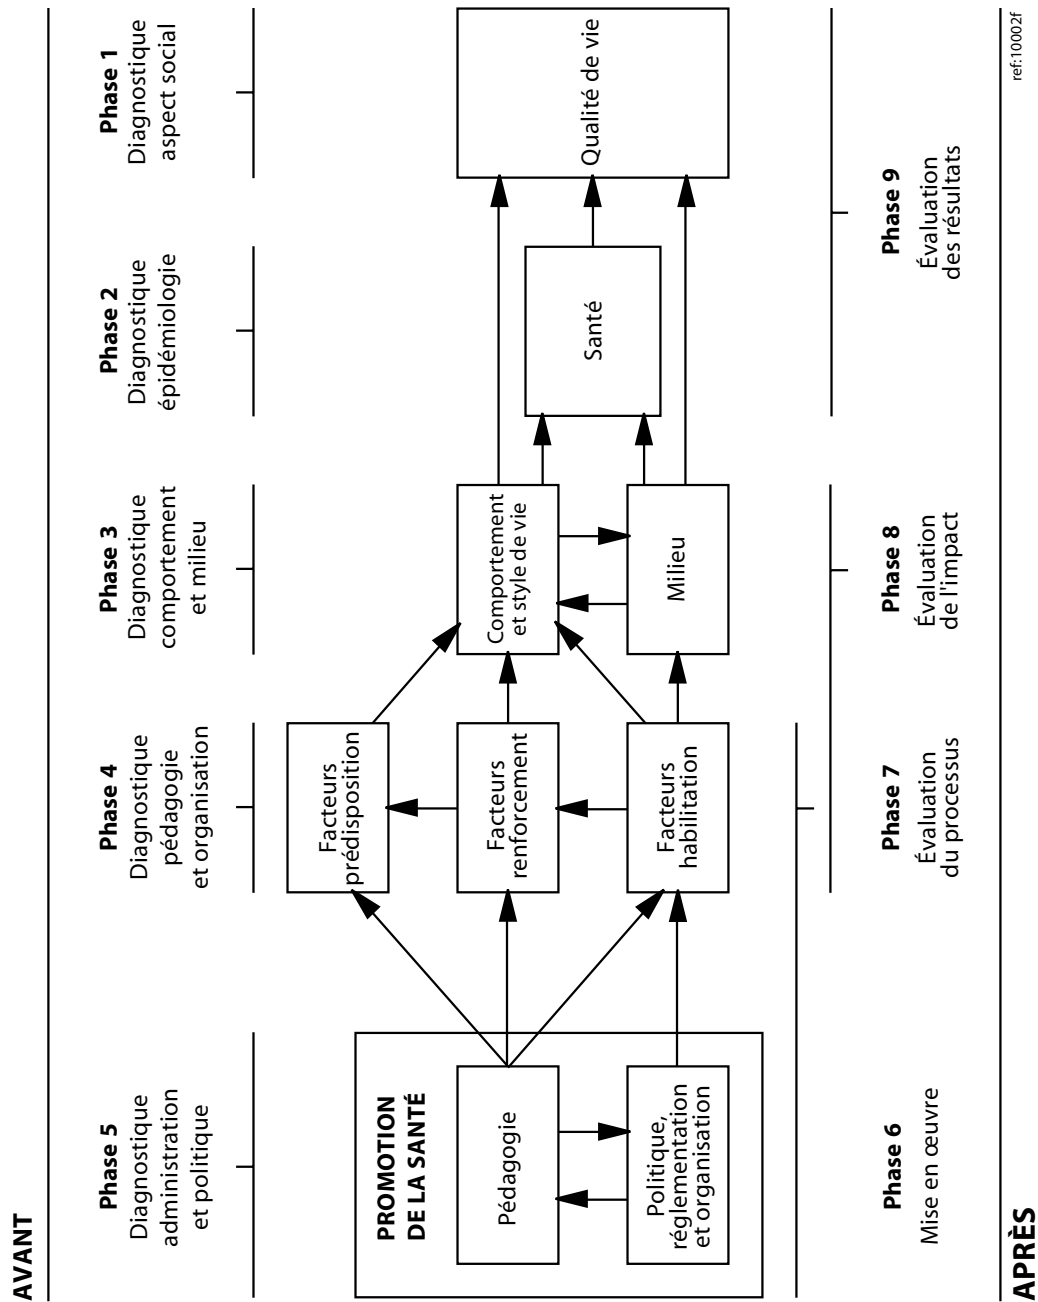 AVANT
Phase 5
Diagnostique
administration
et politique
Phase 4
Diagnostique
pédagogie
et organisation
Phase 3
Diagnostique
comportement
et milieu
Phase 2
Diagnostique
épidémiologie
Phase 1
Diagnostique
aspect social
PROMOTION
DE LA SANTÉ
Pédagogie
Politique,
réglementation
et organisation
Facteurs
prédisposition
Facteurs
renforcement
Facteurs
habilitation
Comportement
et style de vie
Milieu
Santé
Qualité de vie
Phase 6
Mise en œuvre
Phase 7
Évaluation
du processus
Phase 8
Évaluation
de l'impact
Phase 9
Évaluation
des résultats
APRÈS
ref:10002f